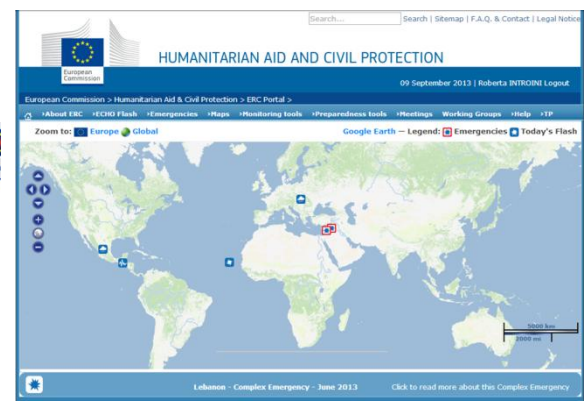 Search...
Search | Sitemap | F.A.Q. & Contact | Legal Notice
European
Commission
HUMANITARIAN AID AND CIVIL PROTECTION
09 September 2013 | Roberta INTROINI Logout
European Commission > Humanitarian Aid & Civil Protection > ERC Portal >
About ERC ECHO Flash Emergencies Maps Monitoring tools Preparedness tools Meetings Working Groups Help TP
Zoom to: Europe Global
Google Earth — Legend: Emergencies Today's Flash
5000 km
2000 mi
Lebanon - Complex Emergency - June 2013
Click to read more about this Complex Emergency